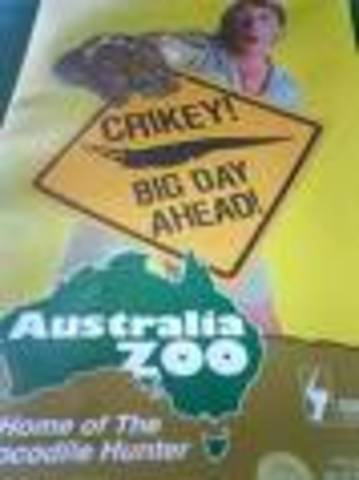 CRIKEY!
BIG DAY
AHEAD!
Australia
ZOO
Home of The
ocodile Hunter